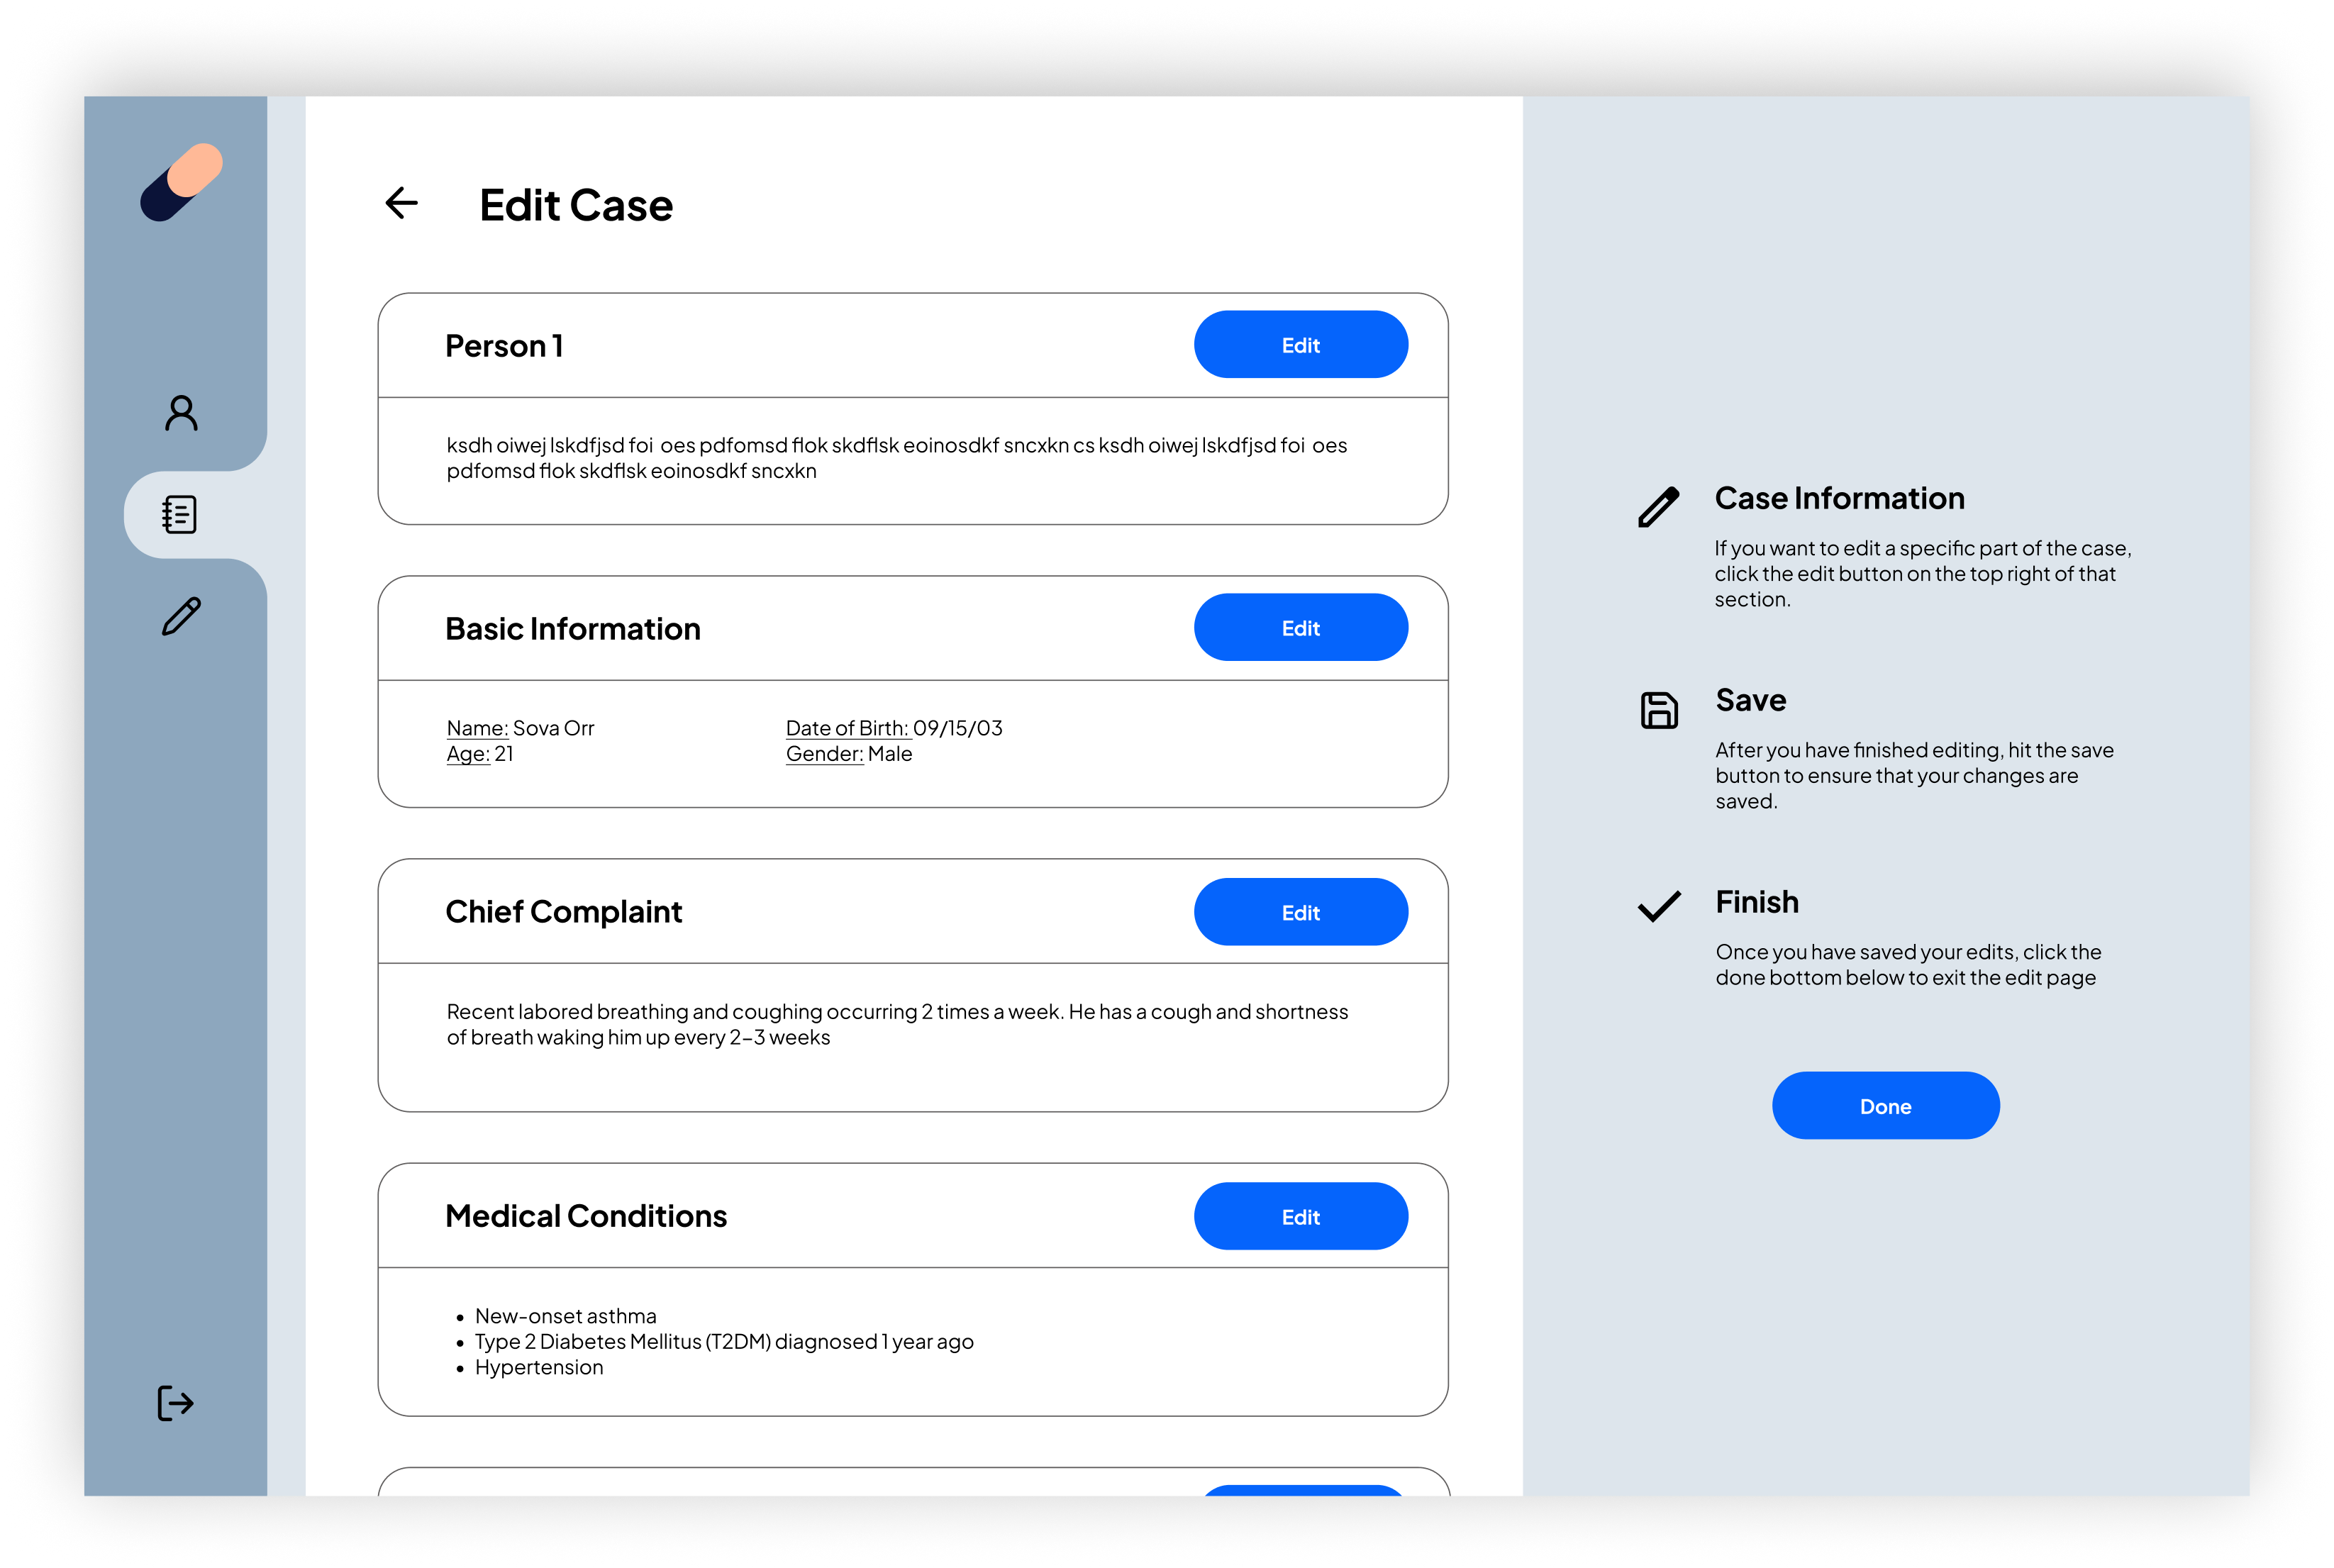 Edit Case
Person 1
Edit
ksdh oiwej lskdfjsd foi  oes pdfomsd flok skdflsk eoinosdkf sncxkn cs ksdh oiwej lskdfjsd foi  oes
pdfomsd flok skdflsk eoinosdkf sncxkn
Basic Information
Edit
Name: Sova Orr
Age: 21
Date of Birth: 09/15/03
Gender: Male
Chief Complaint
Edit
Recent labored breathing and coughing occurring 2 times a week. He has a cough and shortness
of breath waking him up every 2-3 weeks
Medical Conditions
Edit
• New-onset asthma
• Type 2 Diabetes Mellitus (T2DM) diagnosed 1 year ago
• Hypertension
Case Information
If you want to edit a specific part of the case,
click the edit button on the top right of that
section.
Save
After you have finished editing, hit the save
button to ensure that your changes are
saved.
Finish
Once you have saved your edits, click the
done bottom below to exit the edit page
Done